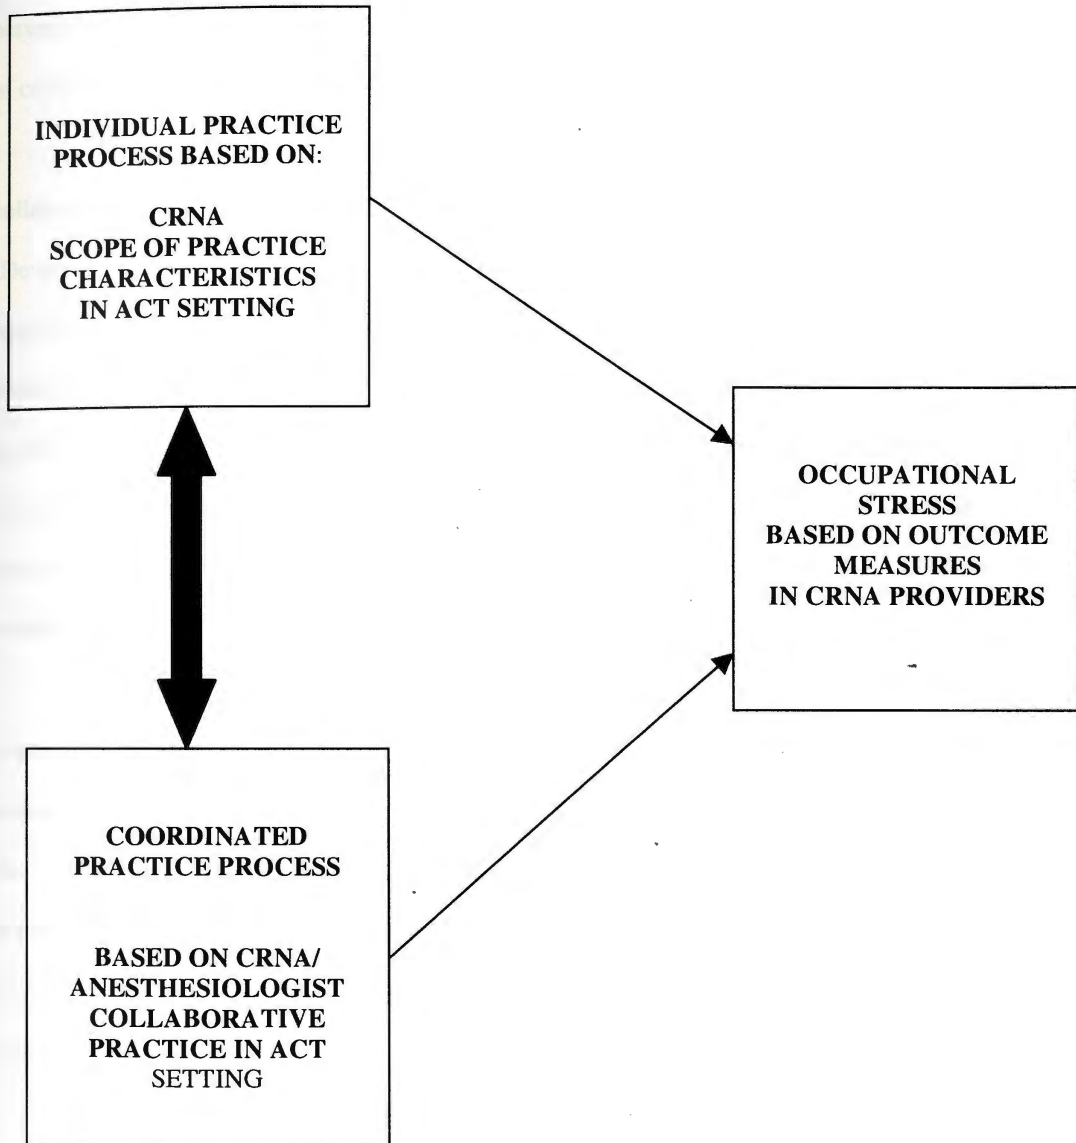 INDIVIDUAL PRACTICE
PROCESS BASED ON:
CRNA
SCOPE OF PRACTICE
CHARACTERISTICS
IN ACT SETTING
OCCUPATIONAL
STRESS
BASED ON OUTCOME
MEASURES
IN CRNA PROVIDERS
COORDINATED
PRACTICE PROCESS
BASED ON CRNA/
ANESTHESIOLOGIST
COLLABORATIVE
PRACTICE IN ACT
SETTING